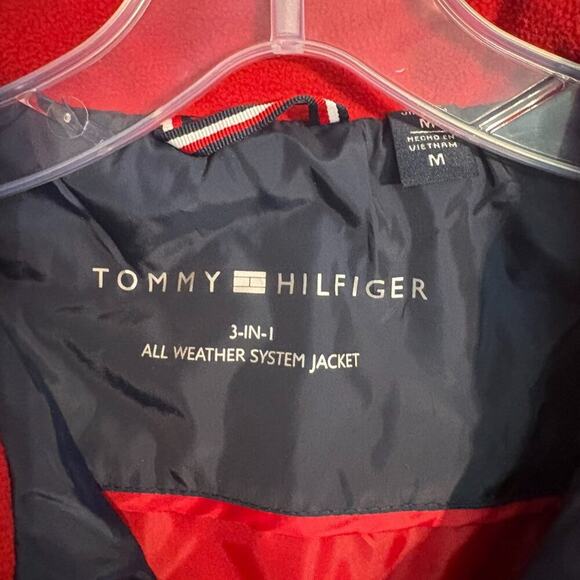 M
HECHO EN
VIETNAM
M
TOMMY HILFIGER
3-IN-1
ALL WEATHER SYSTEM JACKET